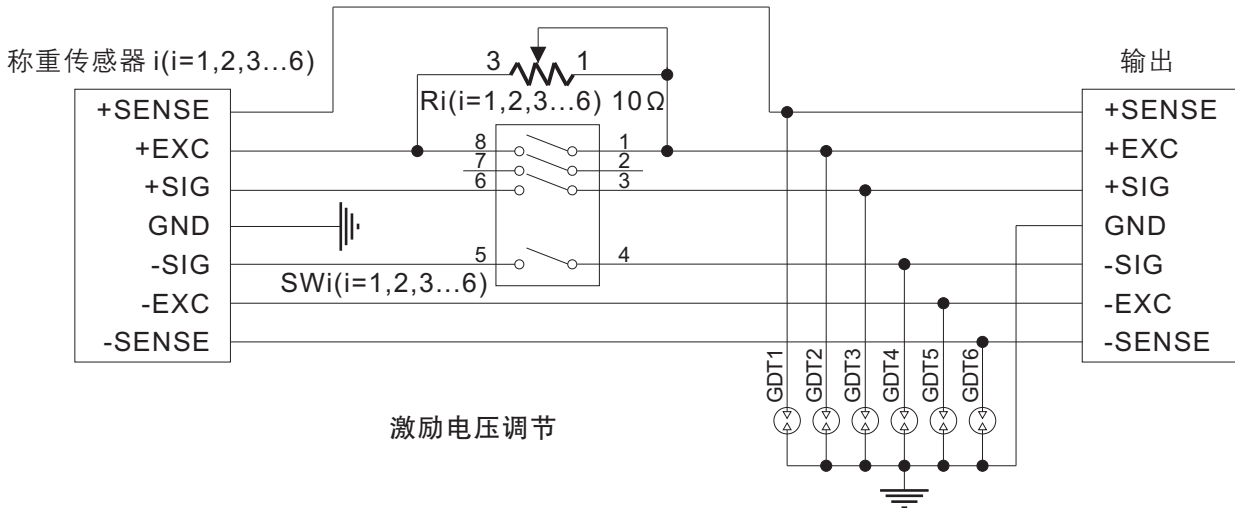 称重传感器 i(i=1,2,3...6)
输出
3
1
Ri(i=1,2,3...6) 10Ω
+SENSE
+EXC
+SIG
GND
-SIG
-EXC
-SENSE
8
7
6
5
1
2
3
4
SWi(i=1,2,3...6)
+SENSE
+EXC
+SIG
GND
-SIG
-EXC
-SENSE
GDT1
GDT2
GDT3
GDT4
GDT5
GDT6
激励电压调节